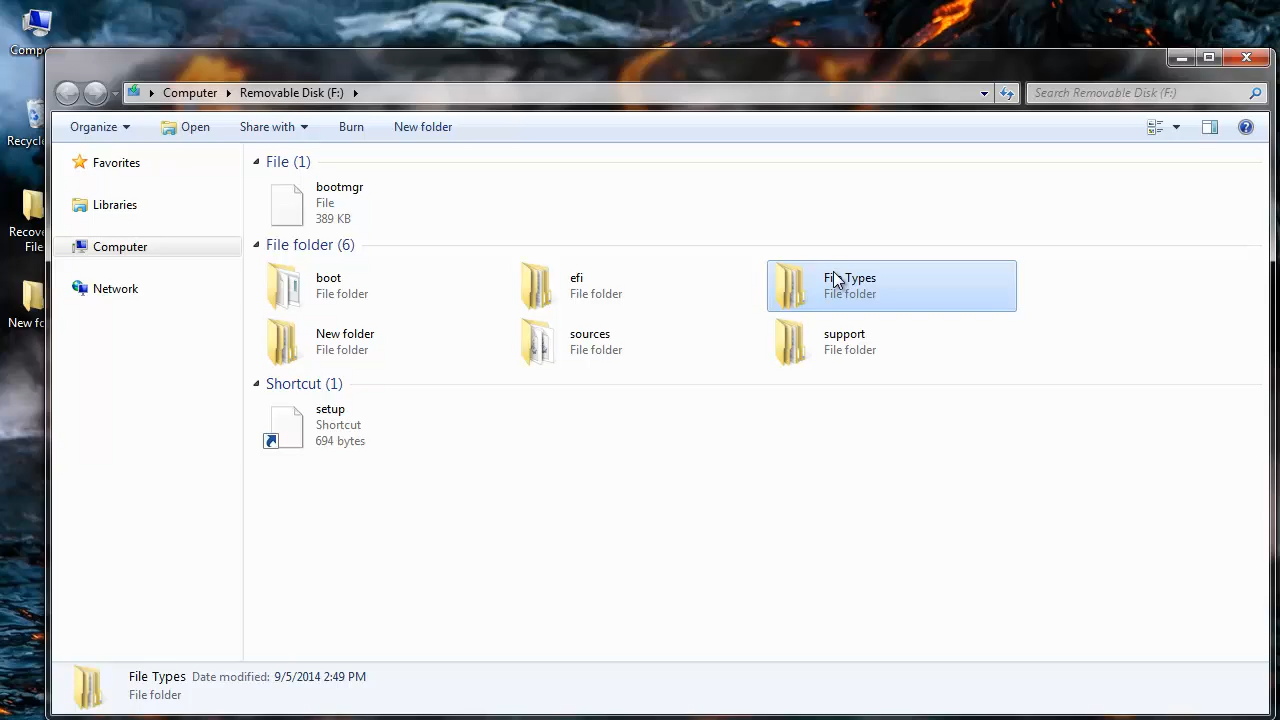 Comp
Recycl
Recove
File
New fo
Computer Removable Disk (F:)
Search Removable Disk (F:)
Organize Open Share with Burn New folder
Favorites
Libraries
Computer
Network
File (1)
bootmgr
File
389 KB
File folder (6)
boot
File folder
efi
File folder
File Types
File folder
New folder
File folder
sources
File folder
support
File folder
Shortcut (1)
setup
Shortcut
694 bytes
File Types Date modified: 9/5/2014 2:49 PM
File folder